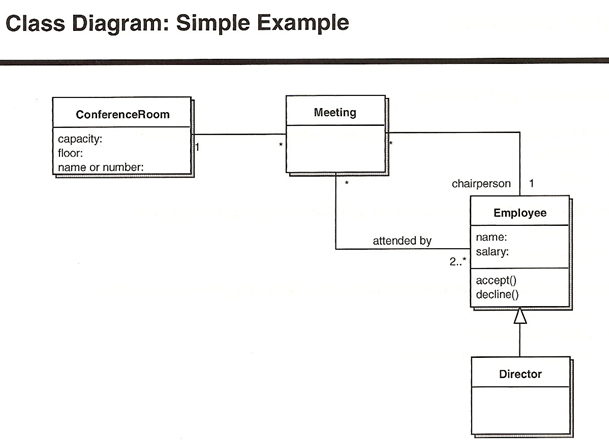 Class Diagram: Simple Example
ConferenceRoom
capacity:
floor:
name or number:
1
*
Meeting
*
*
chairperson
1
attended by
2..*
Employee
name:
salary:
accept()
decline()
Director